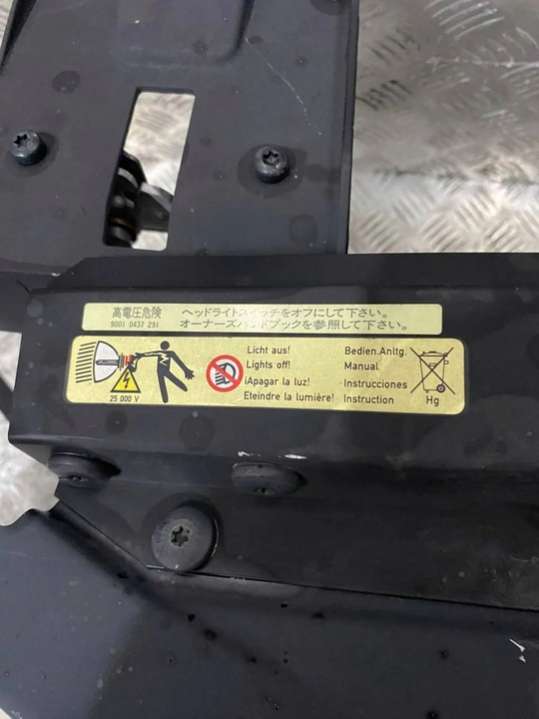 高電圧危険 ヘッドライトスイッチをオフにして下さい。
9001 0437 291 オーナーズハンドブックを参照して下さい。
Licht aus! Bedien.Anltg.
Lights off! Manual
¡Apagar la luz! Instrucciones
25 000 V Eteindre la lumière! Instruction Hg